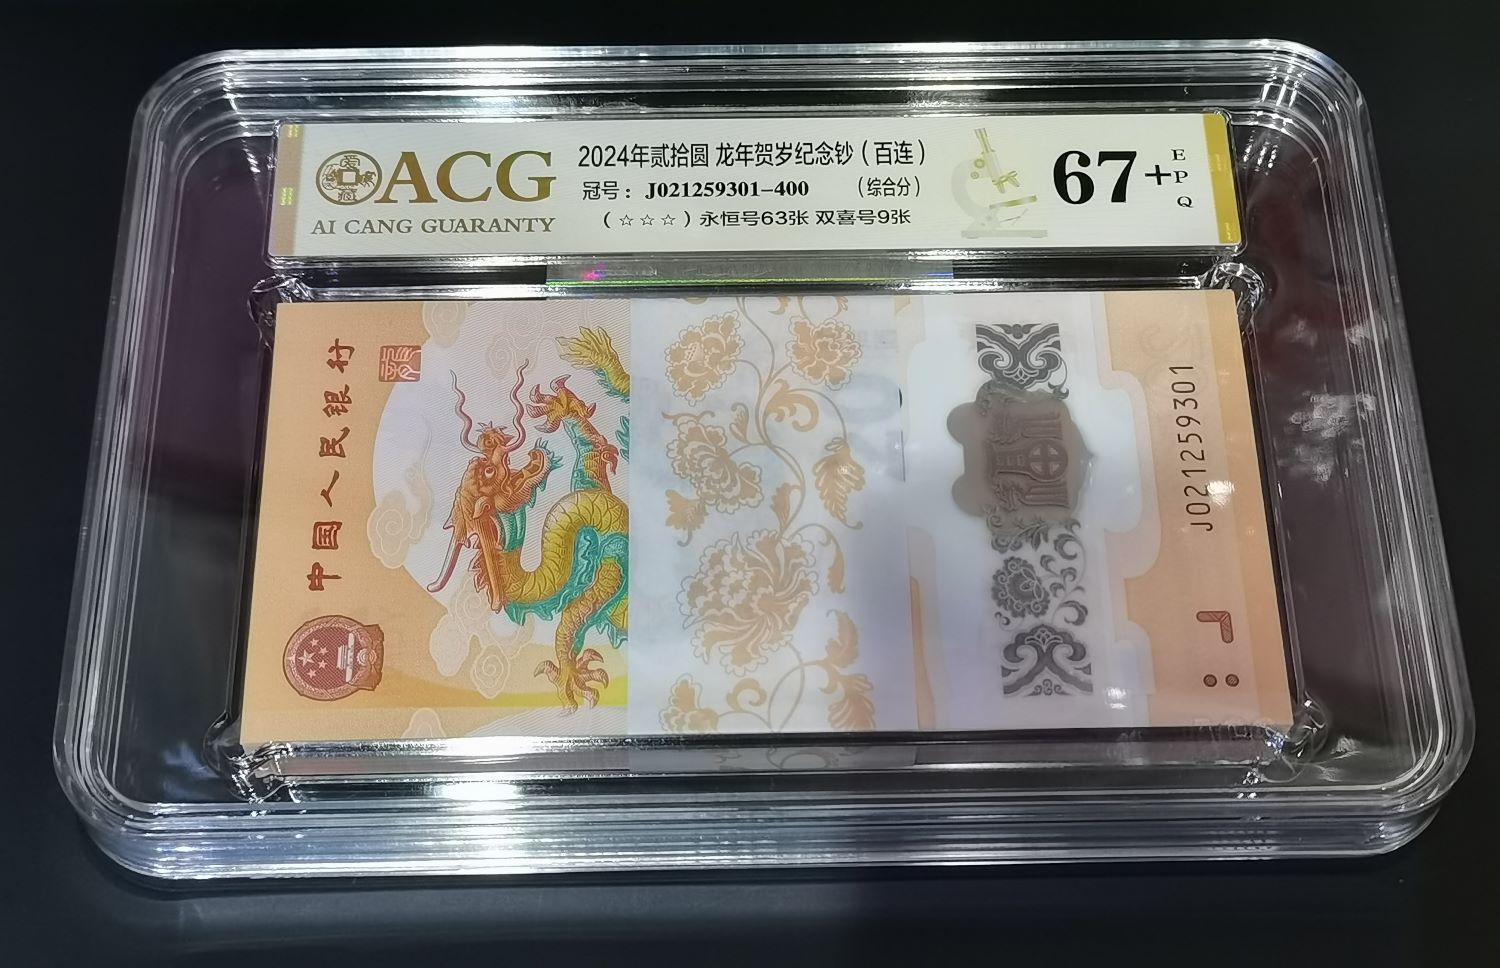 ACG
AI CANG GUARANTY
2024年贰拾圆 龙年贺岁纪念钞（百连）
冠号：J021259301-400 （综合分）
（☆☆☆）永恒号63张 双喜号9张
67+
E
P
Q
中国人民银行
J021259301